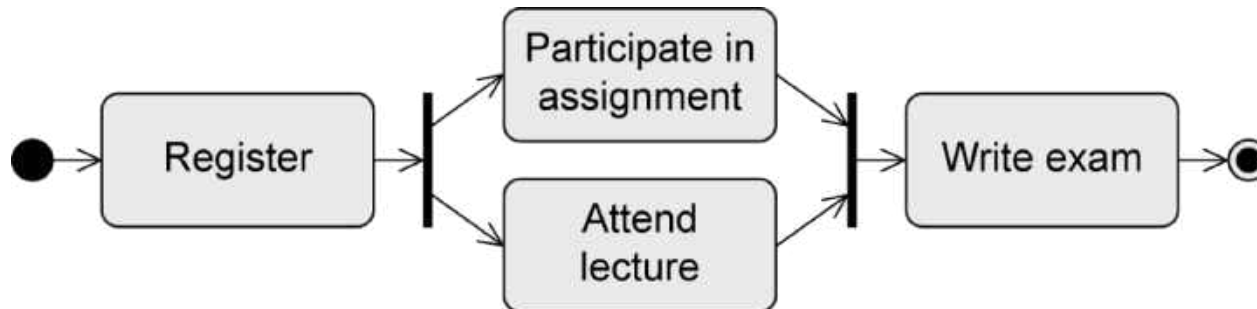 Register
Participate in
assignment
Attend
lecture
Write exam